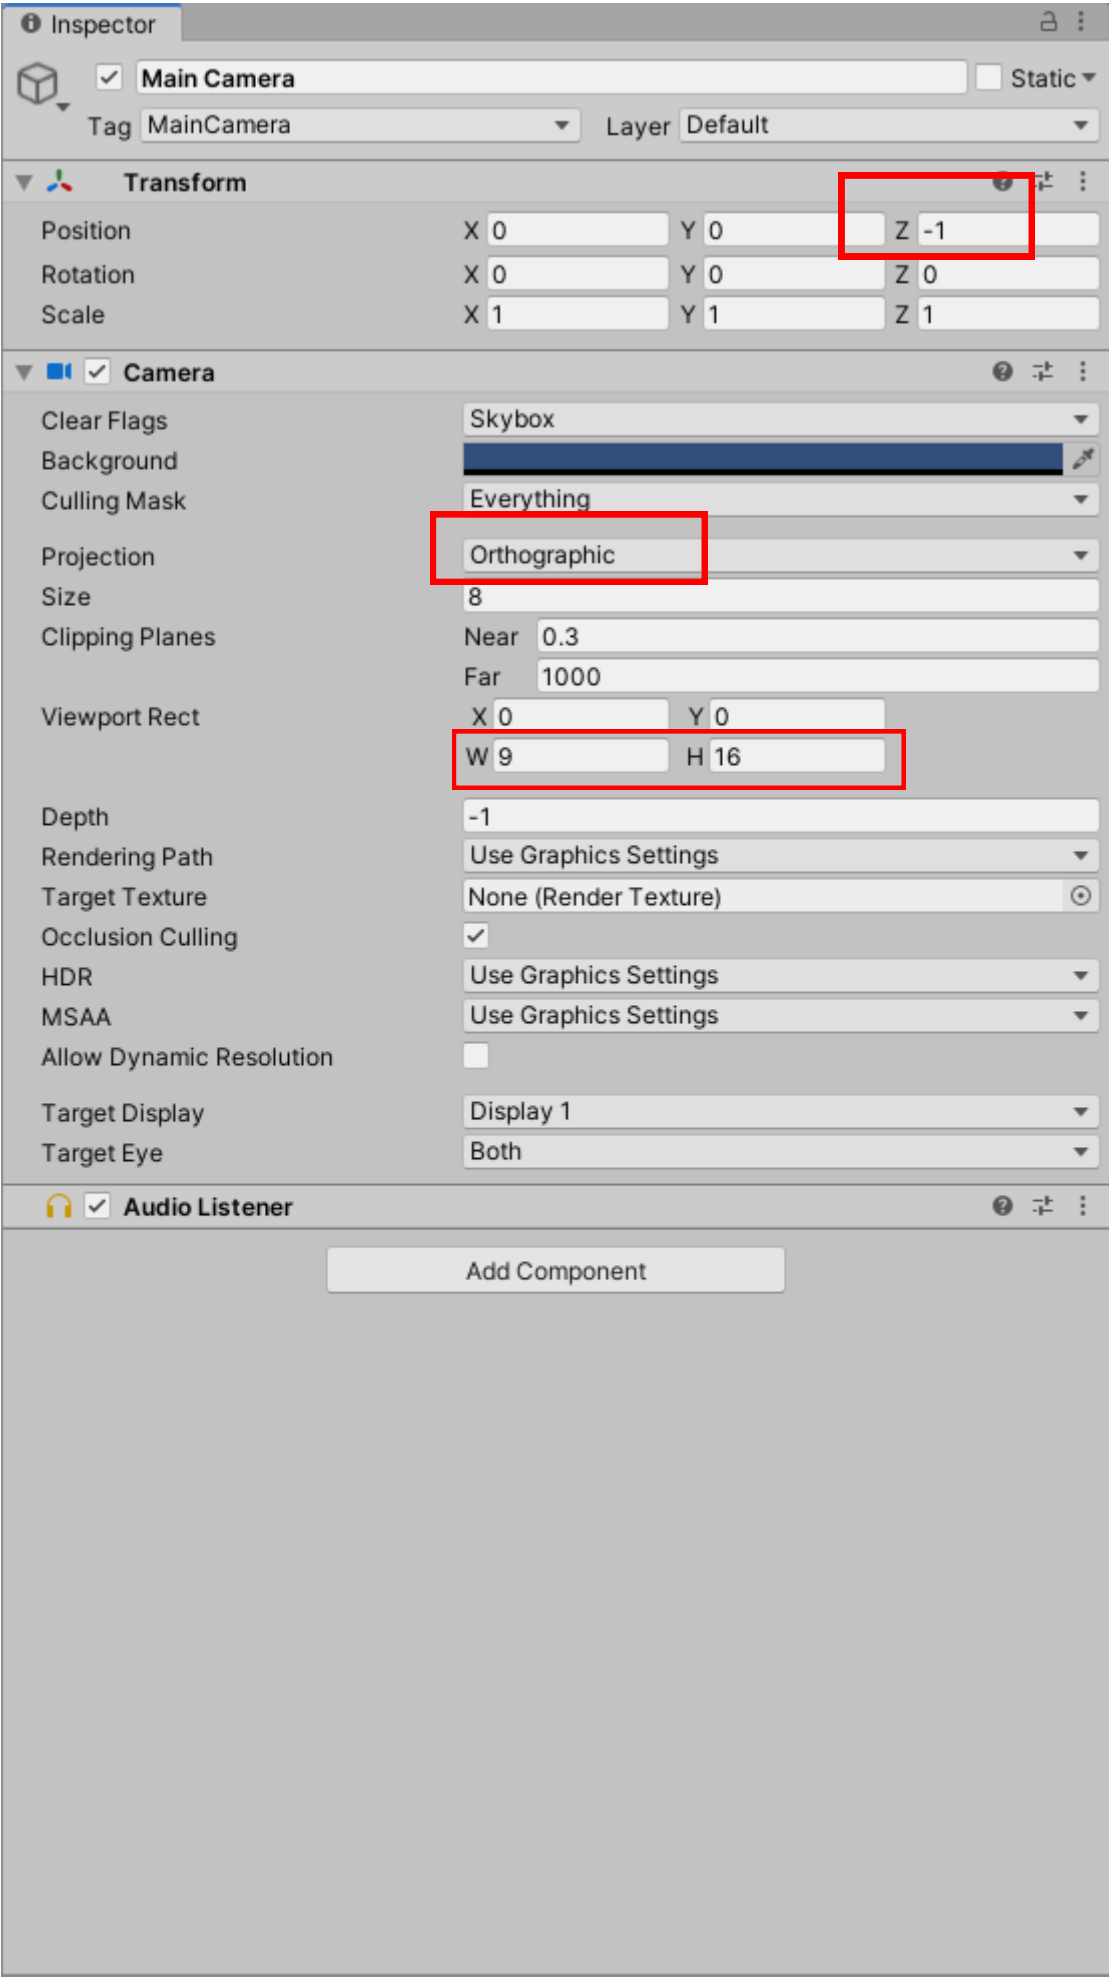 Inspector
Main Camera Static
Tag MainCamera Layer Default
Transform
Position X 0 Y 0 Z -1
Rotation X 0 Y 0 Z 0
Scale X 1 Y 1 Z 1
Camera
Clear Flags Skybox
Background
Culling Mask Everything
Projection Orthographic
Size 8
Clipping Planes Near 0.3
Far 1000
Viewport Rect X 0 Y 0
W 9 H 16
Depth -1
Rendering Path Use Graphics Settings
Target Texture None (Render Texture)
Occlusion Culling
HDR Use Graphics Settings
MSAA Use Graphics Settings
Allow Dynamic Resolution
Target Display Display 1
Target Eye Both
Audio Listener
Add Component